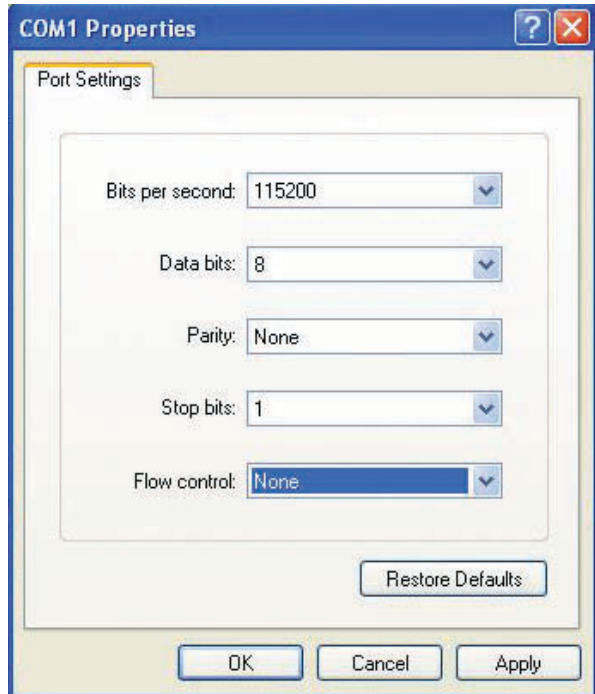 COM1 Properties
Port Settings
Bits per second: 115200
Data bits: 8
Parity: None
Stop bits: 1
Flow control: None
Restore Defaults
OK Cancel Apply